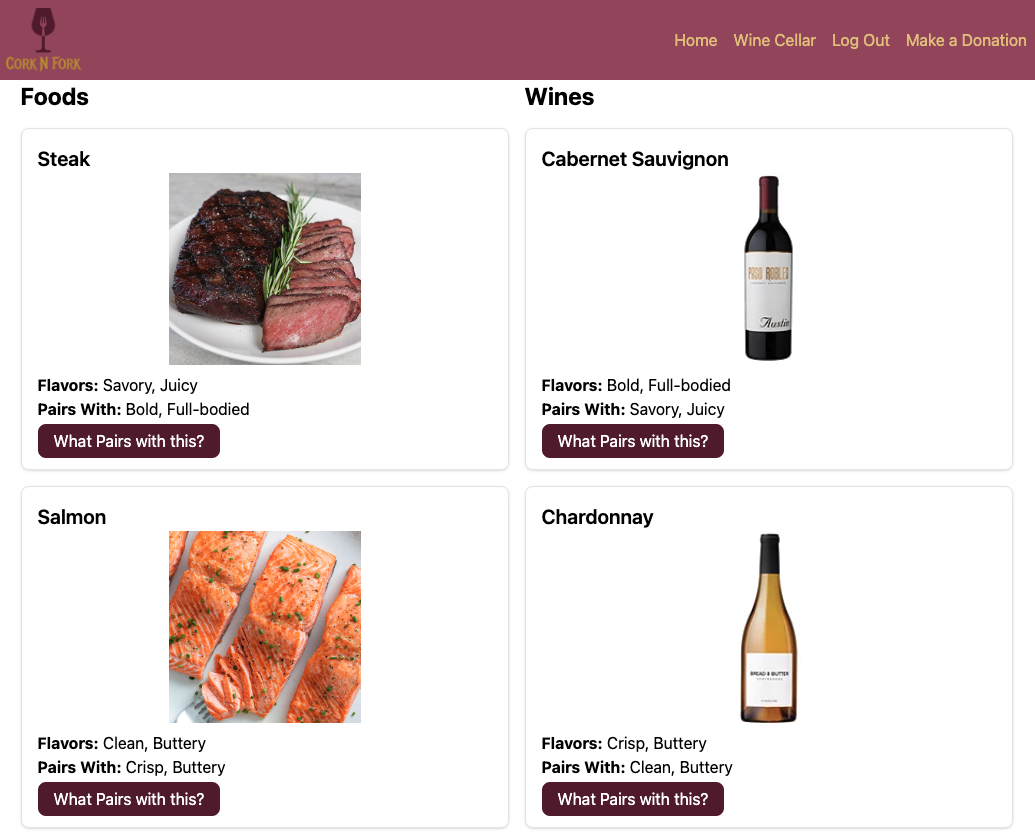 Cork N Fork
Home Wine Cellar Log Out Make a Donation
Foods
Steak
Flavors: Savory, Juicy
Pairs With: Bold, Full-bodied
What Pairs with this?
Salmon
Flavors: Clean, Buttery
Pairs With: Crisp, Buttery
What Pairs with this?
Wines
Cabernet Sauvignon
PASO ROBLES
Austin
Flavors: Bold, Full-bodied
Pairs With: Savory, Juicy
What Pairs with this?
Chardonnay
BREAD & BUTTER
Flavors: Crisp, Buttery
Pairs With: Clean, Buttery
What Pairs with this?